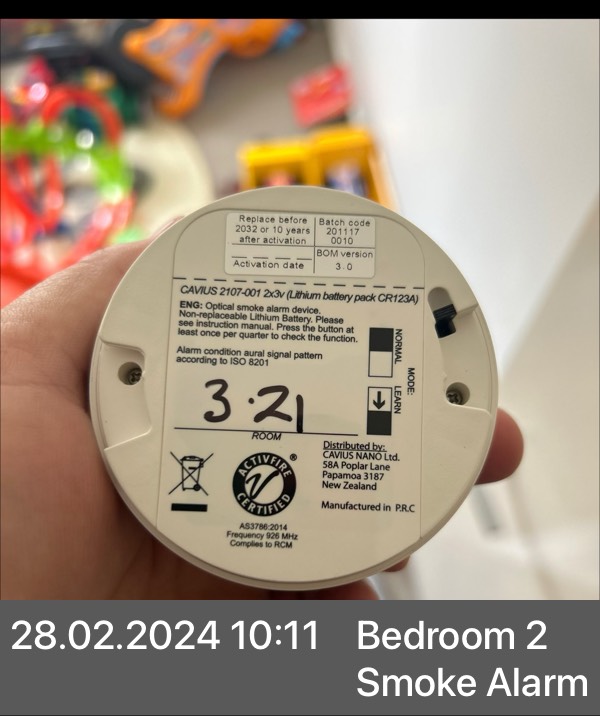 Replace before
2032 or 10 years
after activation
Activation date
Batch code
201117
0010
BOM version
3.0
CAVIUS 2107-001 2x3v (Lithium battery pack CR123A)
ENG: Optical smoke alarm device.
Non-replaceable Lithium Battery. Please
see instruction manual. Press the button at
least once per quarter to check the function.
Alarm condition aural signal pattern
according to ISO 8201
NORMAL
MODE:
LEARN
3.21
ROOM
ACTIVFIRE®
CERTIFIED
AS3786:2014
Frequency 926 MHz
Complies to RCM
Distributed by:
CAVIUS NANO Ltd.
58A Poplar Lane
Papamoa 3187
New Zealand
Manufactured in P.R.C
28.02.2024 10:11
Bedroom 2
Smoke Alarm